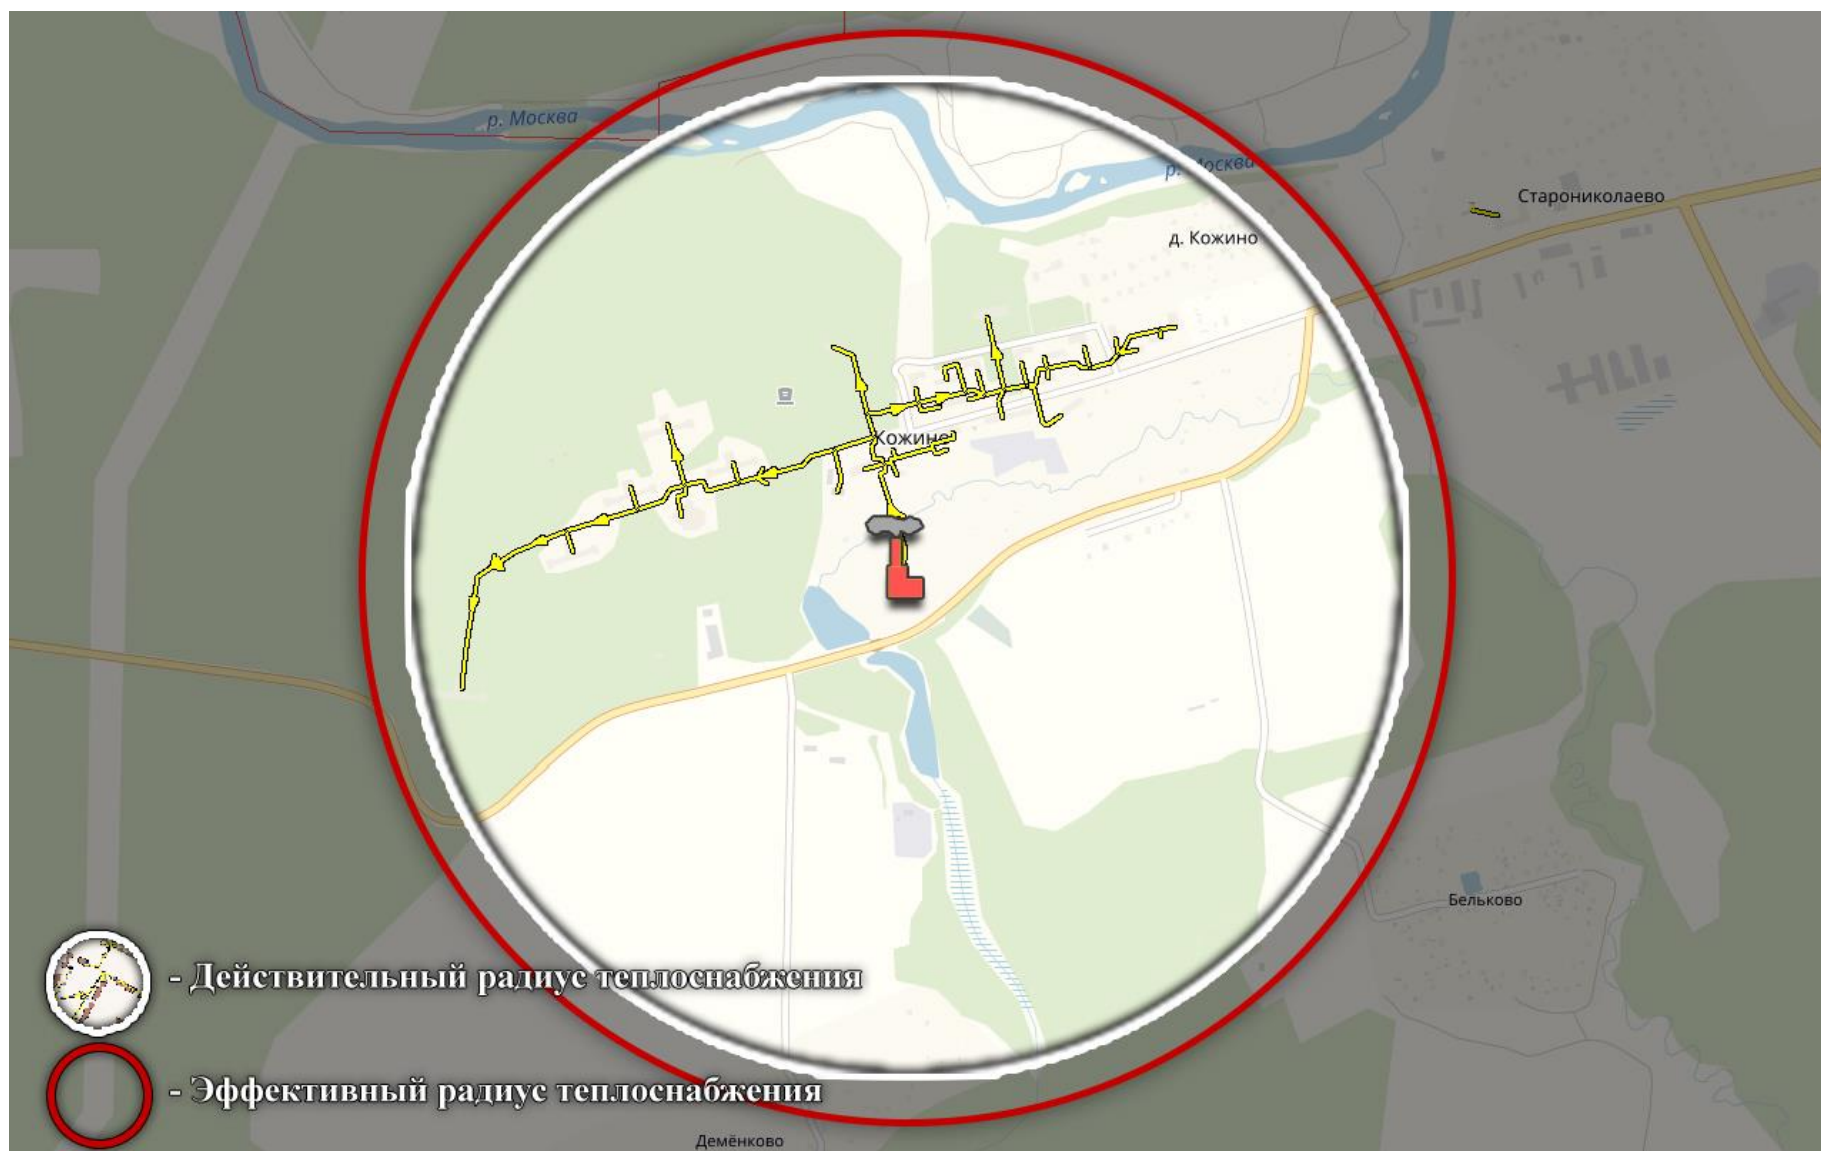 р. Москва
р. Москва
Старониколаево
д. Кожино
Кожино
Бельково
- Действительный радиус теплоснабжения
- Эффективный радиус теплоснабжения
Демёнково